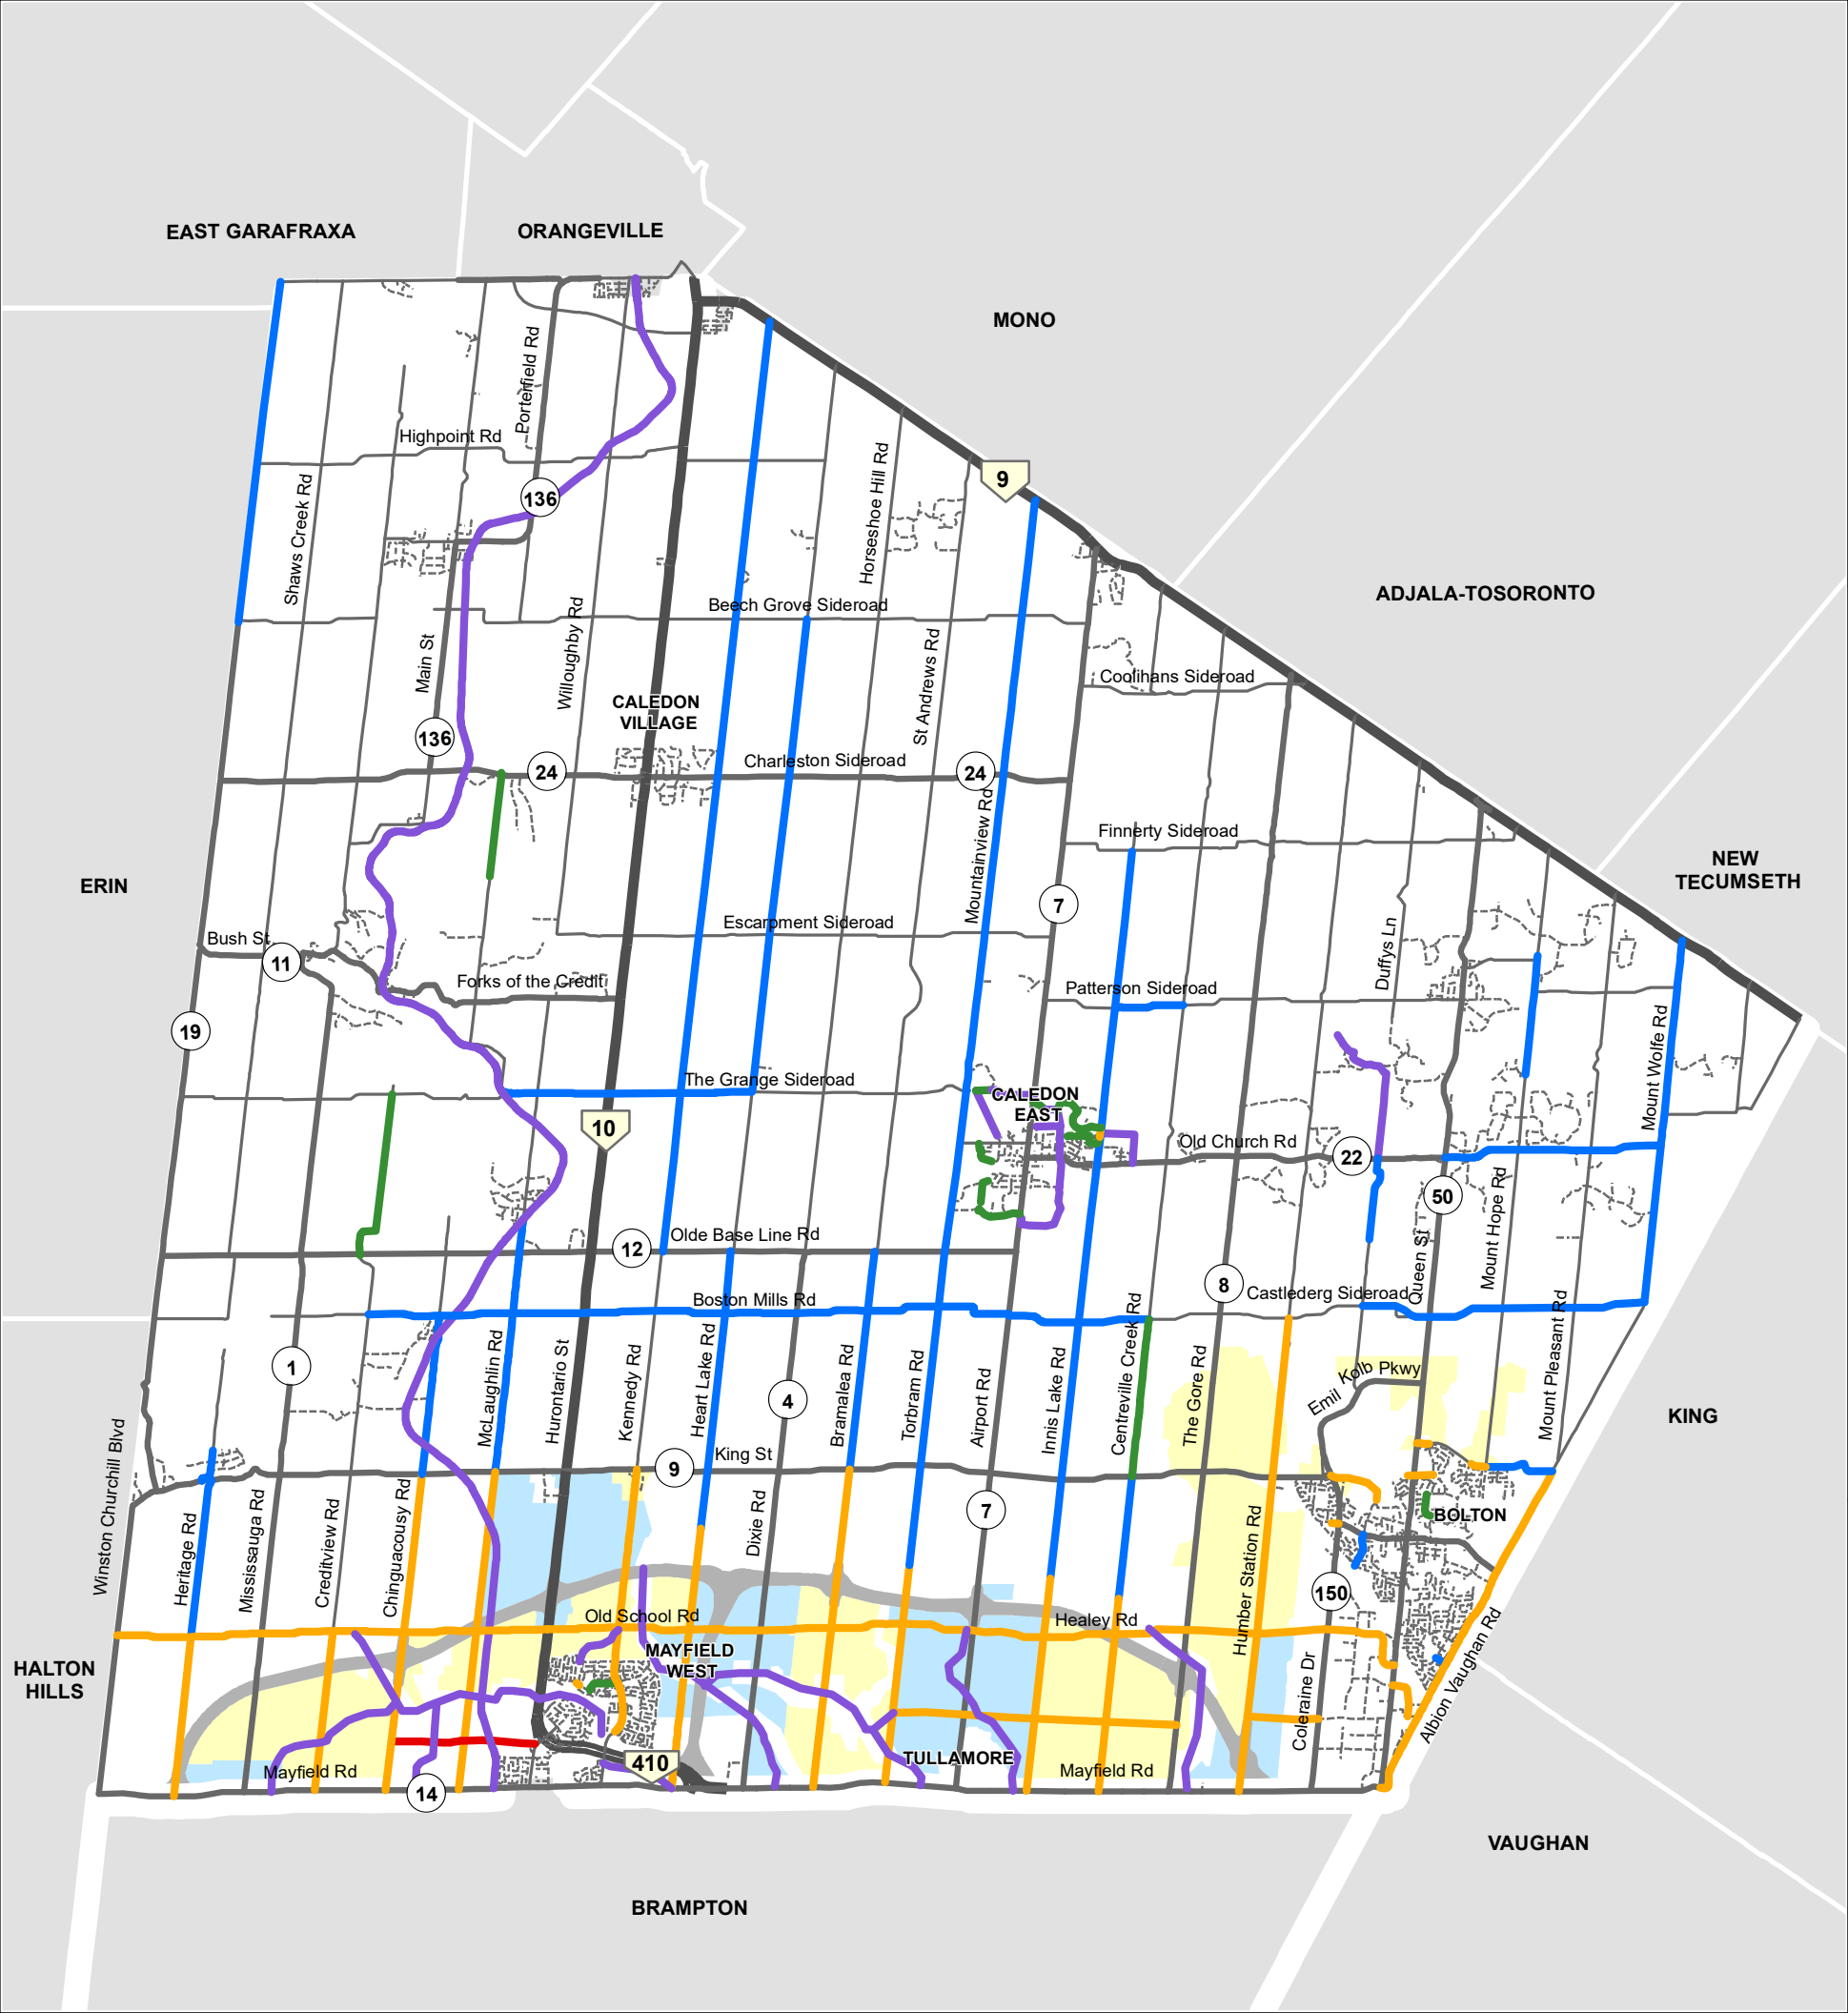 EAST GARAFRAXA
ORANGEVILLE
MONO
Porterfield Rd
Highpoint Rd
Shaws Creek Rd
Horseshoe Hill Rd
9
136
ADJALA-TOSORONTO
Beech Grove Sideroad
Main St
Willoughby Rd
St Andrews Rd
Coolihans Sideroad
CALEDON
VILLAGE
136
24
Charleston Sideroad
24
Mountainview Rd
Finnerty Sideroad
NEW
TECUMSETH
ERIN
7
Escarpment Sideroad
Bush St
11
Duffys Ln
Forks of the Credit
Patterson Sideroad
19
Mount Wolfe Rd
The Grange Sideroad
CALEDON
EAST
10
Old Church Rd
22
50
Mount Hope Rd
12
Olde Base Line Rd
Queen St
8
Castlederg Sideroad
Boston Mills Rd
Mount Pleasant Rd
1
McLaughlin Rd
Hurontario St
Kennedy Rd
Heart Lake Rd
4
Bramalea Rd
Torbram Rd
Airport Rd
Innis Lake Rd
Centreville Creek Rd
The Gore Rd
Emil Kolb Pkwy
KING
Winston Churchill Blvd
King St
9
Heritage Rd
Mississauga Rd
Creditview Rd
Chinguacousy Rd
Dixie Rd
7
Humber Station Rd
BOLTON
150
Old School Rd
Healey Rd
MAYFIELD
WEST
HALTON
HILLS
Coleraine Dr
Albion Vaughan Rd
TULLAMORE
410
Mayfield Rd
Mayfield Rd
14
VAUGHAN
BRAMPTON